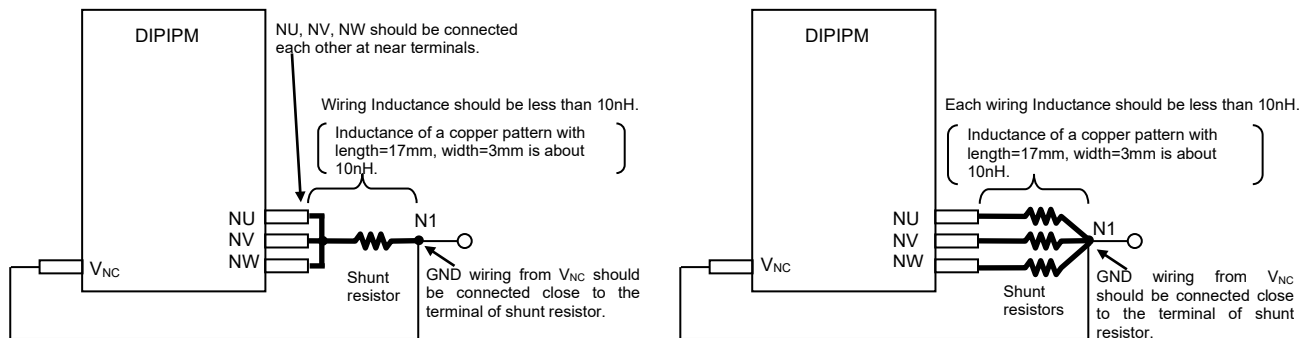 DIPIPM
NU, NV, NW should be connected
each other at near terminals.
Wiring Inductance should be less than 10nH.
Inductance of a copper pattern with
length=17mm, width=3mm is about
10nH.
NU
NV
NW
N1
VNC
Shunt
resistor
GND wiring from VNC should
be connected close to the
terminal of shunt resistor.
DIPIPM
Each wiring Inductance should be less than 10nH.
Inductance of a copper pattern with
length=17mm, width=3mm is about
10nH.
NU
NV
NW
N1
VNC
Shunt
resistors
GND wiring from VNC
should be connected close
to the terminal of shunt
resistor.